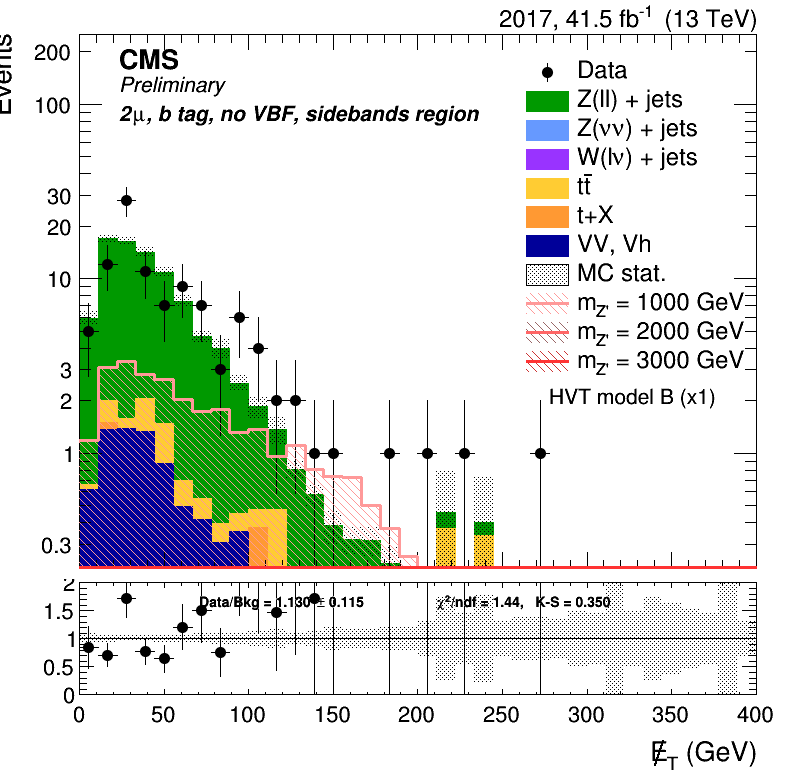 2017, 41.5 fb⁻¹ (13 TeV)
Events
CMS
Preliminary
2μ, b tag, no VBF, sidebands region
Data
Z(ll) + jets
Z(νν) + jets
W(lν) + jets
tt̄
t+X
VV, Vh
MC stat.
m_Z' = 1000 GeV
m_Z' = 2000 GeV
m_Z' = 3000 GeV
HVT model B (x1)
200
100
30
20
10
3
2
1
0.3
Data/Bkg = 1.130 ± 0.115
χ²/ndf = 1.44, K-S = 0.350
2
1.5
1
0.5
0
0 50 100 150 200 250 300 350 400
E̸_T (GeV)